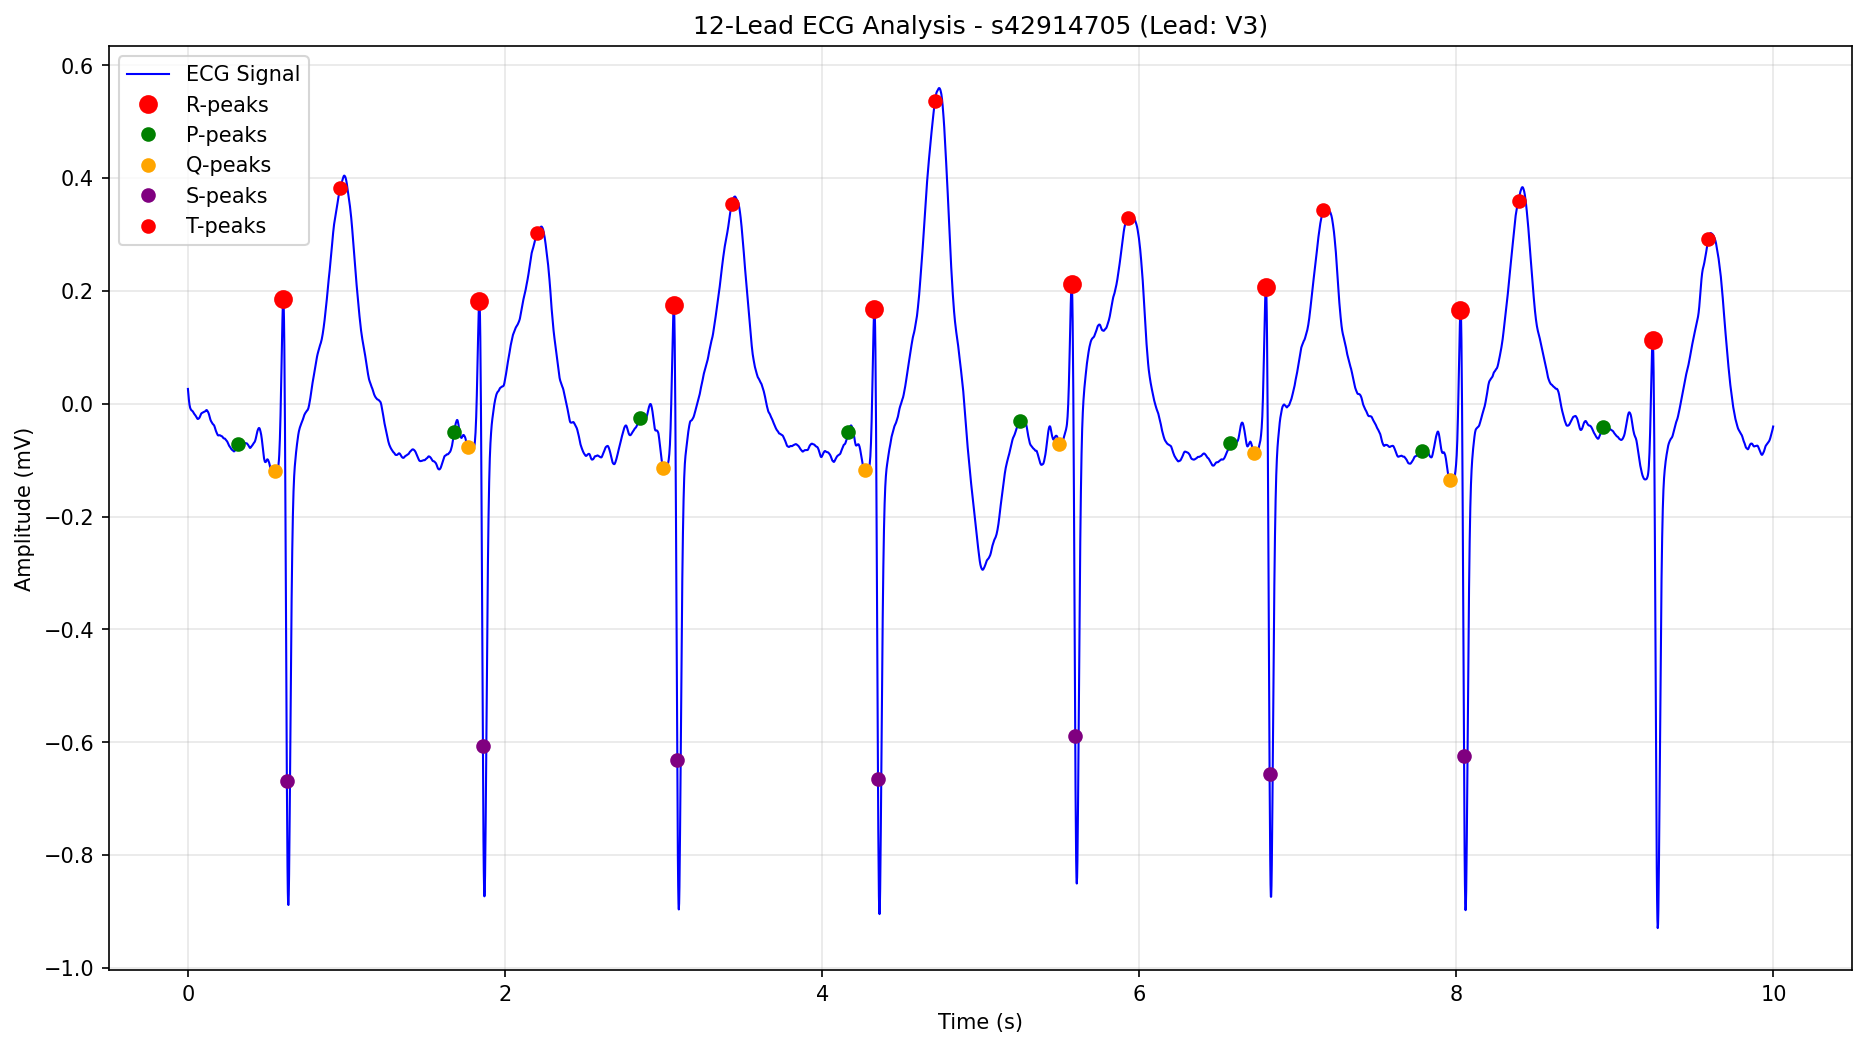 12-Lead ECG Analysis - s42914705 (Lead: V3)
ECG Signal
R-peaks
P-peaks
Q-peaks
S-peaks
T-peaks
0.6
0.4
0.2
0.0
−0.2
−0.4
−0.6
−0.8
−1.0
Amplitude (mV)
0 2 4 6 8 10
Time (s)